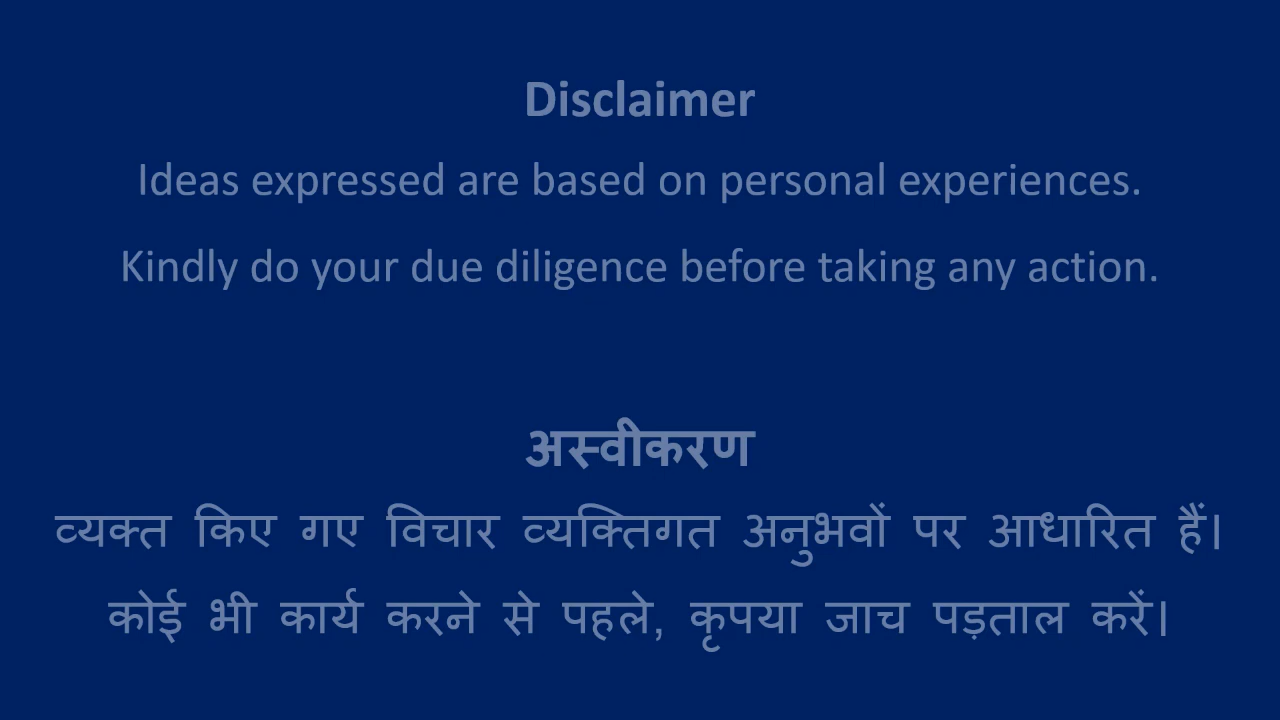 Disclaimer
Ideas expressed are based on personal experiences.
Kindly do your due diligence before taking any action.
अस्वीकरण
व्यक्त किए गए विचार व्यक्तिगत अनुभवों पर आधारित हैं।
कोई भी कार्य करने से पहले, कृपया जाच पड़ताल करें।